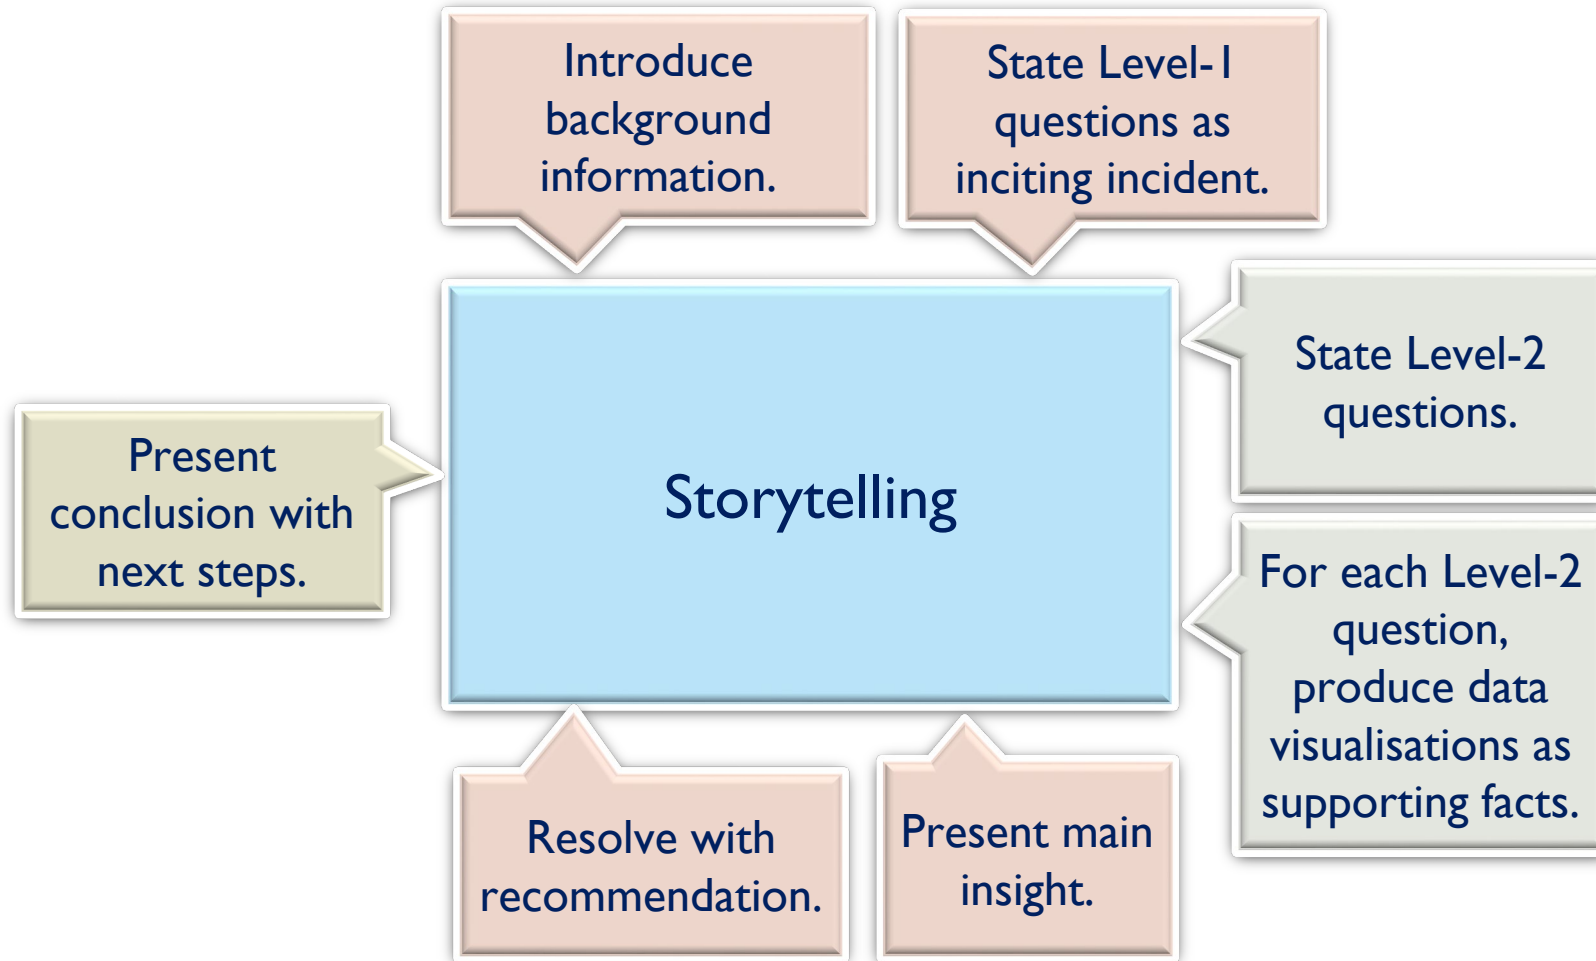 Introduce
background
information.
State Level-1
questions as
inciting incident.
State Level-2
questions.
For each Level-2
question,
produce data
visualisations as
supporting facts.
Present main
insight.
Resolve with
recommendation.
Present
conclusion with
next steps.
Storytelling